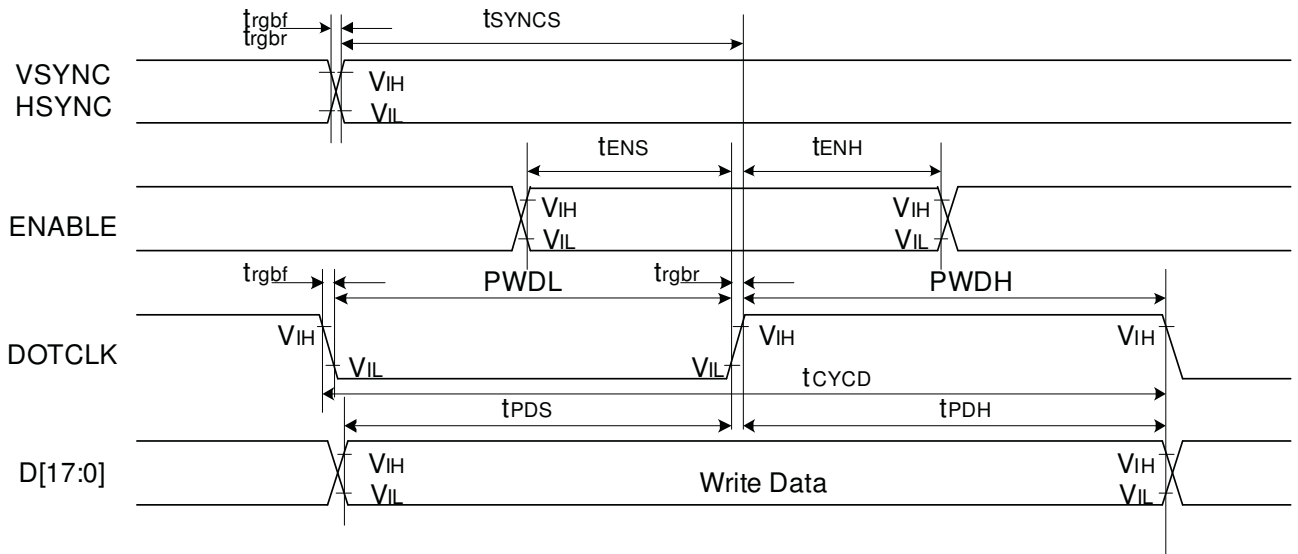 trgbf
trgbr
tSYNCS
VSYNC
HSYNC
VIH
VIL
tENS
tENH
ENABLE
VIH
VIL
VIH
VIL
trgbf
PWDL
trgbr
PWDH
DOTCLK
VIH
VIL
VIL
VIH
VIH
tCYCD
tPDS
tPDH
D[17:0]
VIH
VIL
Write Data
VIH
VIL